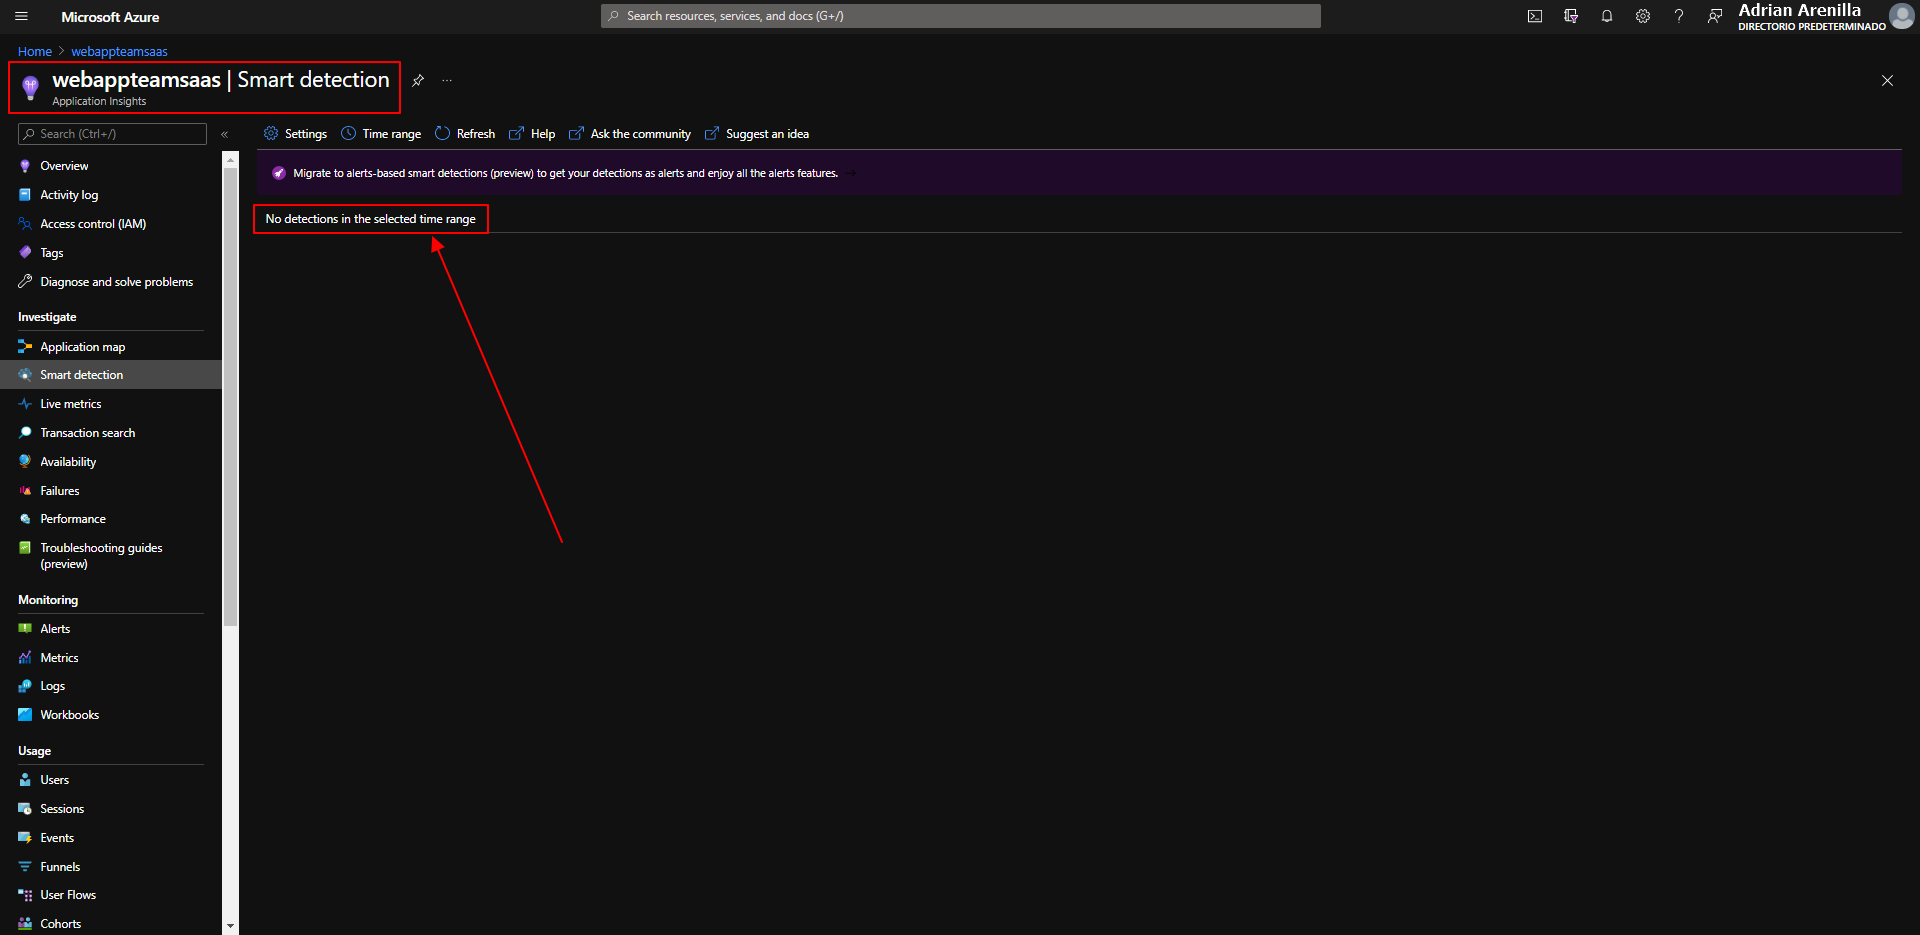 Microsoft Azure
Search resources, services, and docs (G+/)
Adrian Arenilla
DIRECTORIO PREDETERMINADO
Home > webappteamsaas
webappteamsaas | Smart detection
Application Insights
Search (Ctrl+/)
Settings
Time range
Refresh
Help
Ask the community
Suggest an idea
Migrate to alerts-based smart detections (preview) to get your detections as alerts and enjoy all the alerts features. →
No detections in the selected time range
Overview
Activity log
Access control (IAM)
Tags
Diagnose and solve problems
Investigate
Application map
Smart detection
Live metrics
Transaction search
Availability
Failures
Performance
Troubleshooting guides
(preview)
Monitoring
Alerts
Metrics
Logs
Workbooks
Usage
Users
Sessions
Events
Funnels
User Flows
Cohorts